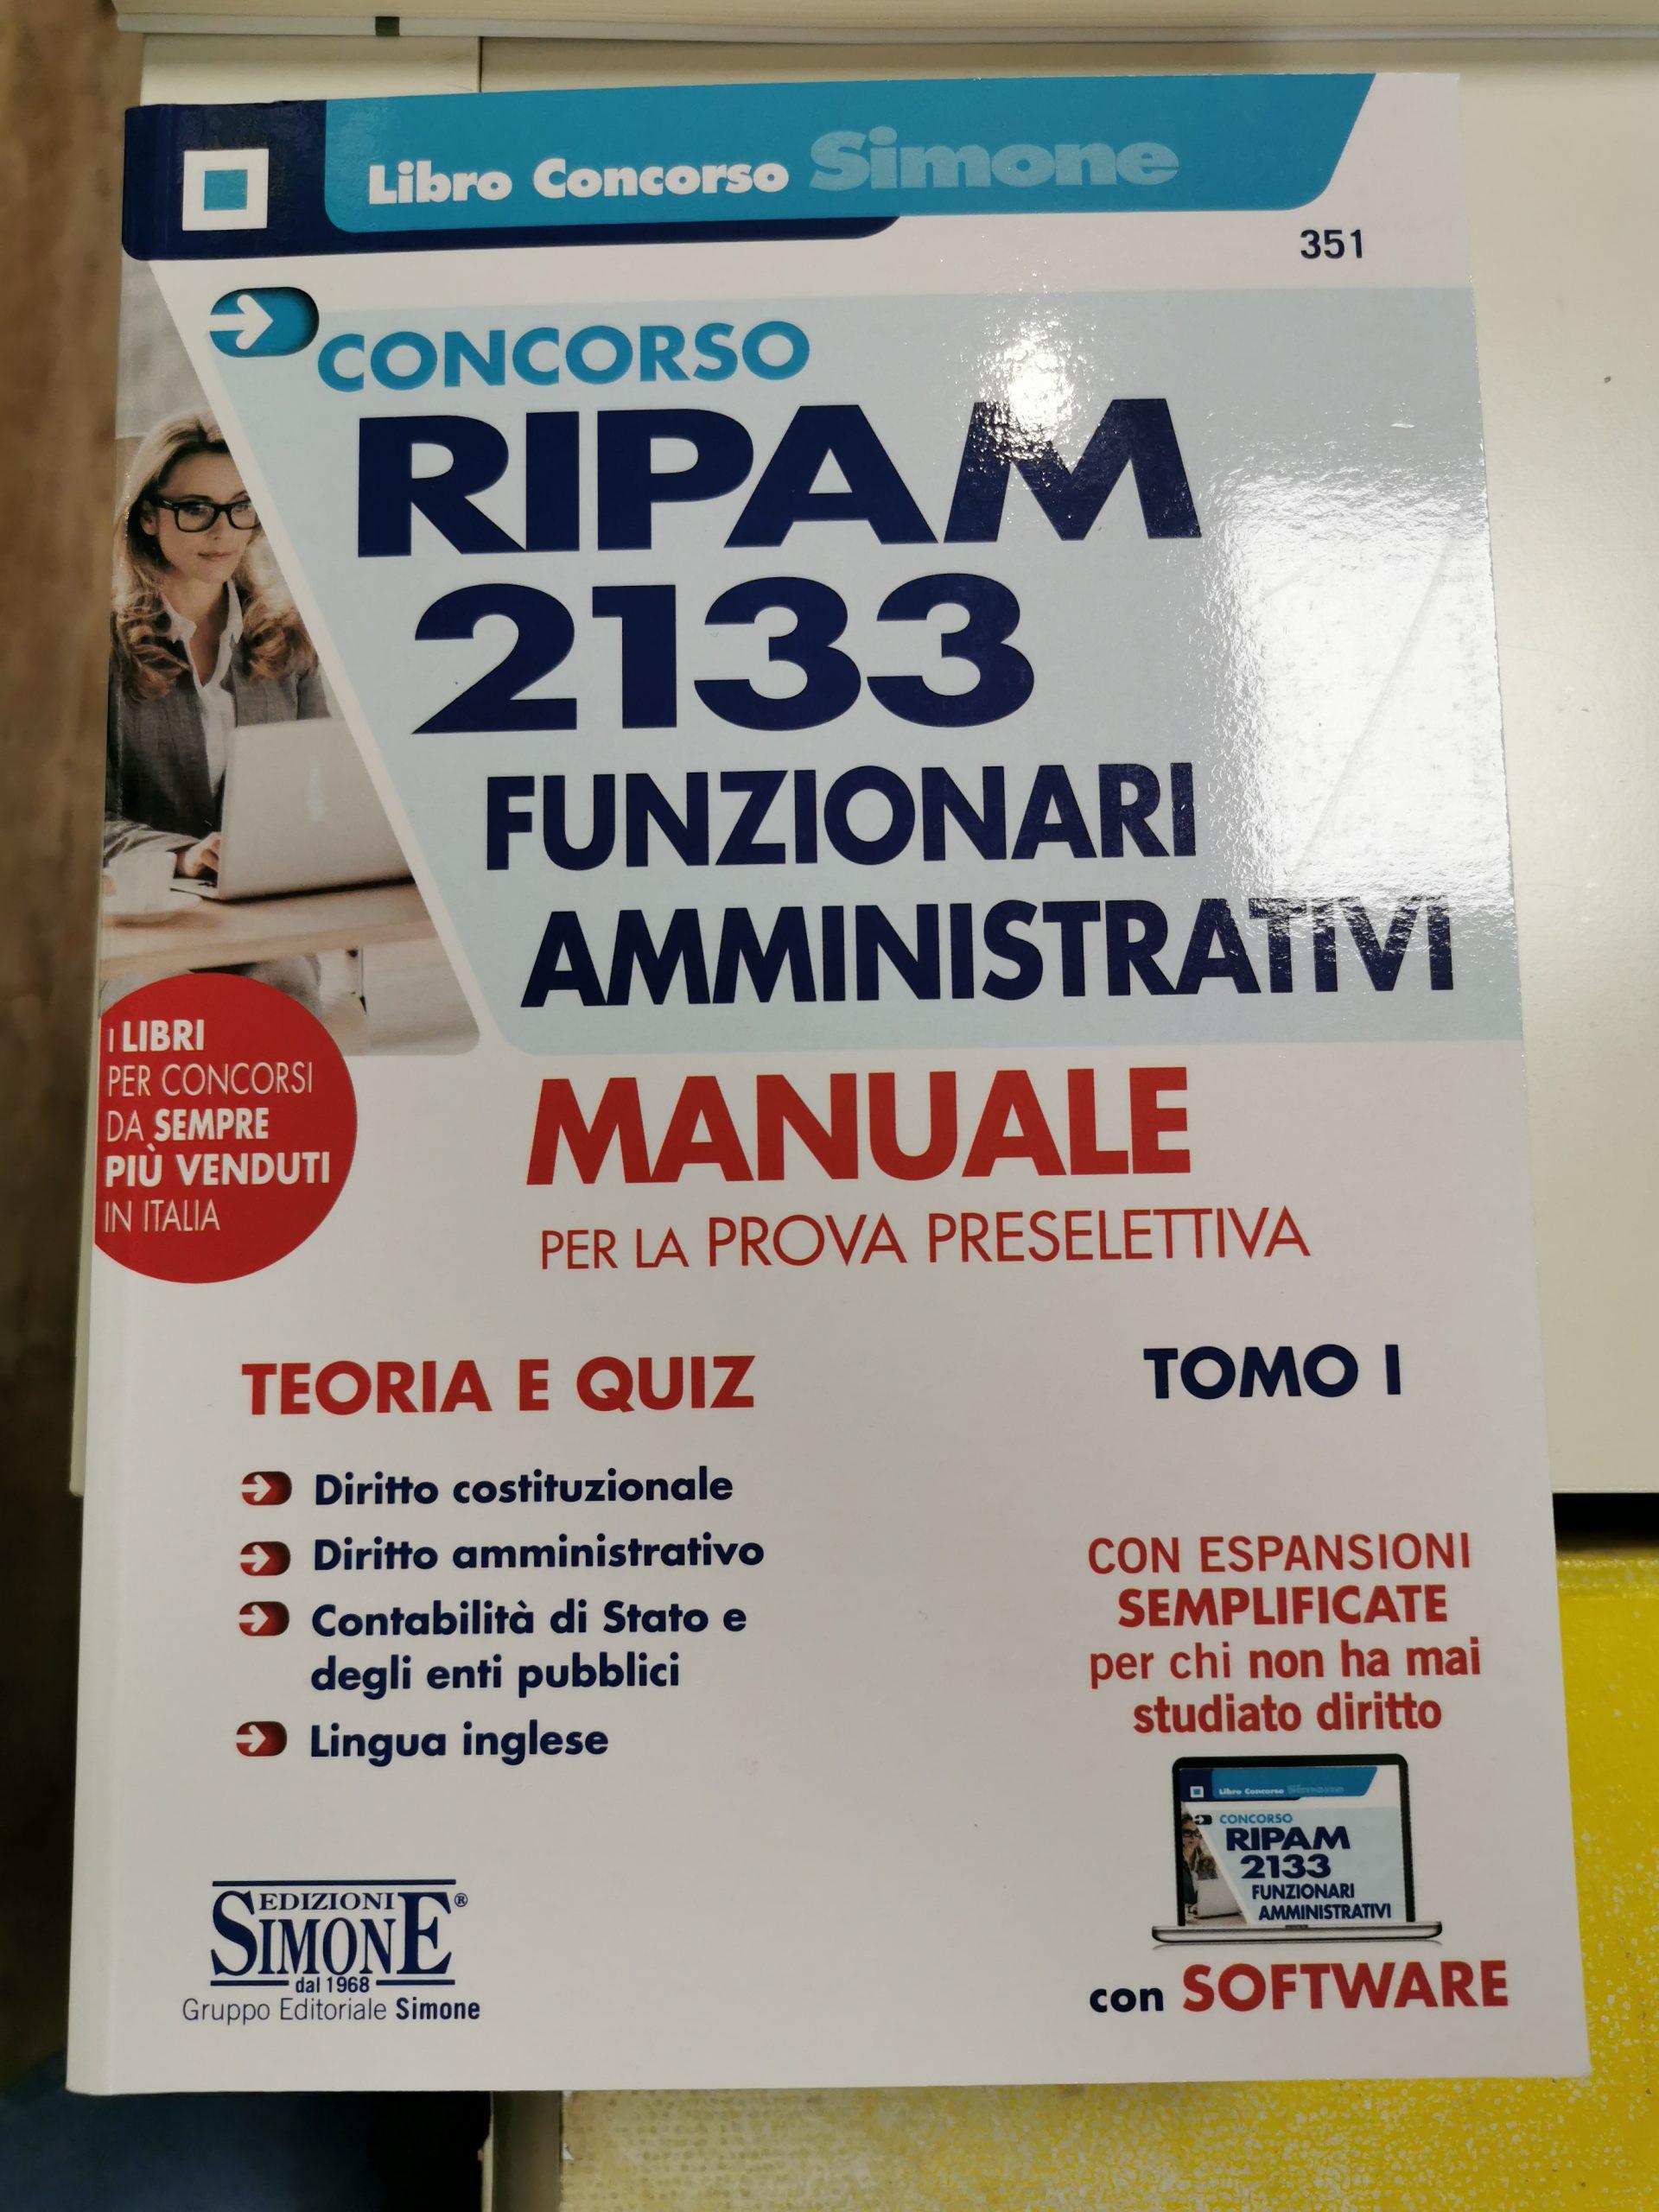 Libro Concorso Simone
351
CONCORSO
RIPAM
2133
FUNZIONARI
AMMINISTRATIVI
I LIBRI
PER CONCORSI
DA SEMPRE
PIÙ VENDUTI
IN ITALIA
MANUALE
PER LA PROVA PRESELETTIVA
TEORIA E QUIZ
TOMO I
Diritto costituzionale
Diritto amministrativo
Contabilità di Stato e
degli enti pubblici
Lingua inglese
CON ESPANSIONI
SEMPLIFICATE
per chi non ha mai
studiato diritto
Libro Concorso Simone
CONCORSO
RIPAM
2133
FUNZIONARI
AMMINISTRATIVI
con SOFTWARE
EDIZIONI
SIMONE®
dal 1968
Gruppo Editoriale Simone